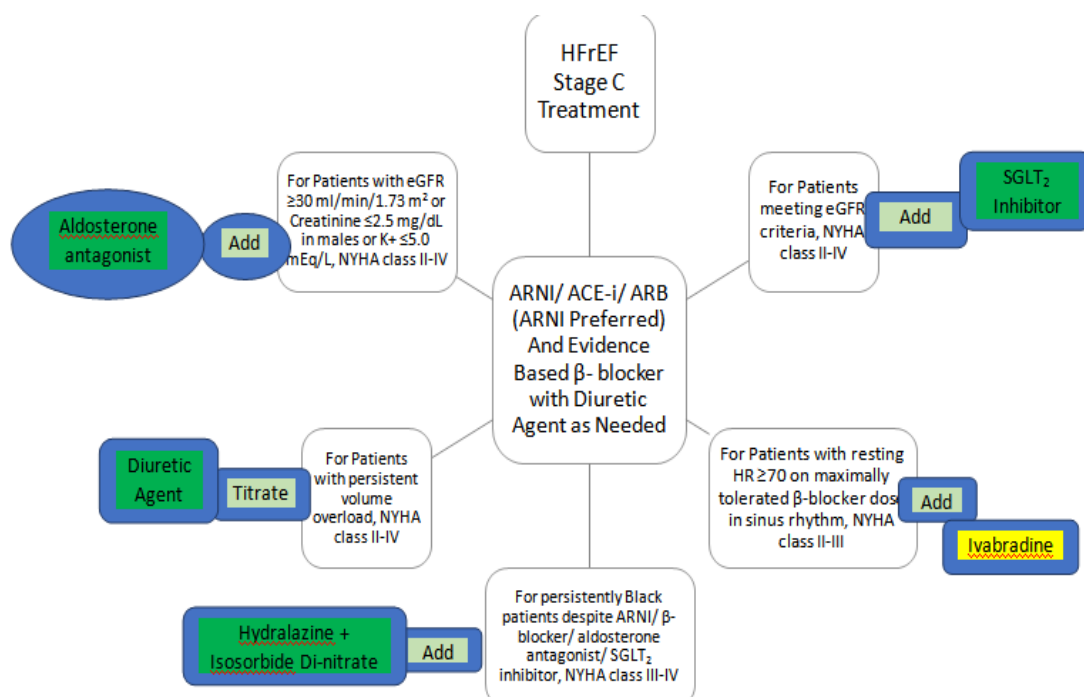 HFrEF
Stage C
Treatment
For Patients with eGFR
≥30 ml/min/1.73 m² or
Creatinine ≤2.5 mg/dL
in males or K+ ≤5.0
mEq/L, NYHA class II-IV
Add
Aldosterone
antagonist
For Patients
meeting eGFR
criteria, NYHA
class II-IV
Add
SGLT₂
Inhibitor
ARNI/ ACE-i/ ARB
(ARNI Preferred)
And Evidence
Based β- blocker
with Diuretic
Agent as Needed
Diuretic
Agent
Titrate
For Patients
with persistent
volume
overload, NYHA
class II-IV
For Patients with resting
HR ≥70 on maximally
tolerated β-blocker dose
in sinus rhythm, NYHA
class II-III
Add
Ivabradine
Hydralazine +
Isosorbide Di-nitrate
Add
For persistently Black
patients despite ARNI/ β-
blocker/ aldosterone
antagonist/ SGLT₂
inhibitor, NYHA class III-IV